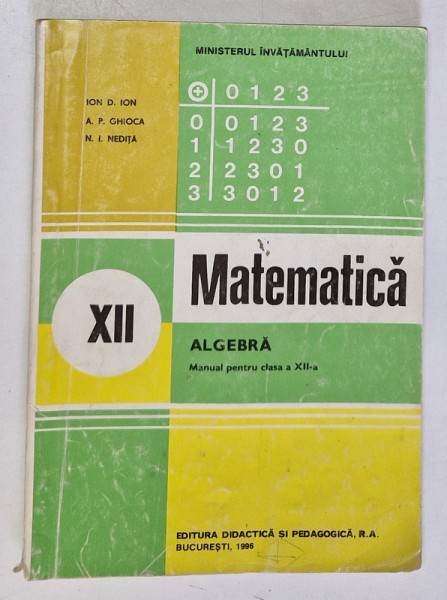 MINISTERUL ÎNVĂȚĂMÂNTULUI
ION D. ION
A. P. GHIOCA
N. I. NEDIȚA
⊕ 0 1 2 3
0 0 1 2 3
1 1 2 3 0
2 2 3 0 1
3 3 0 1 2
Matematică
XII
ALGEBRĂ
Manual pentru clasa a XII-a
EDITURA DIDACTICĂ ȘI PEDAGOGICĂ, R.A.
BUCUREȘTI, 1996